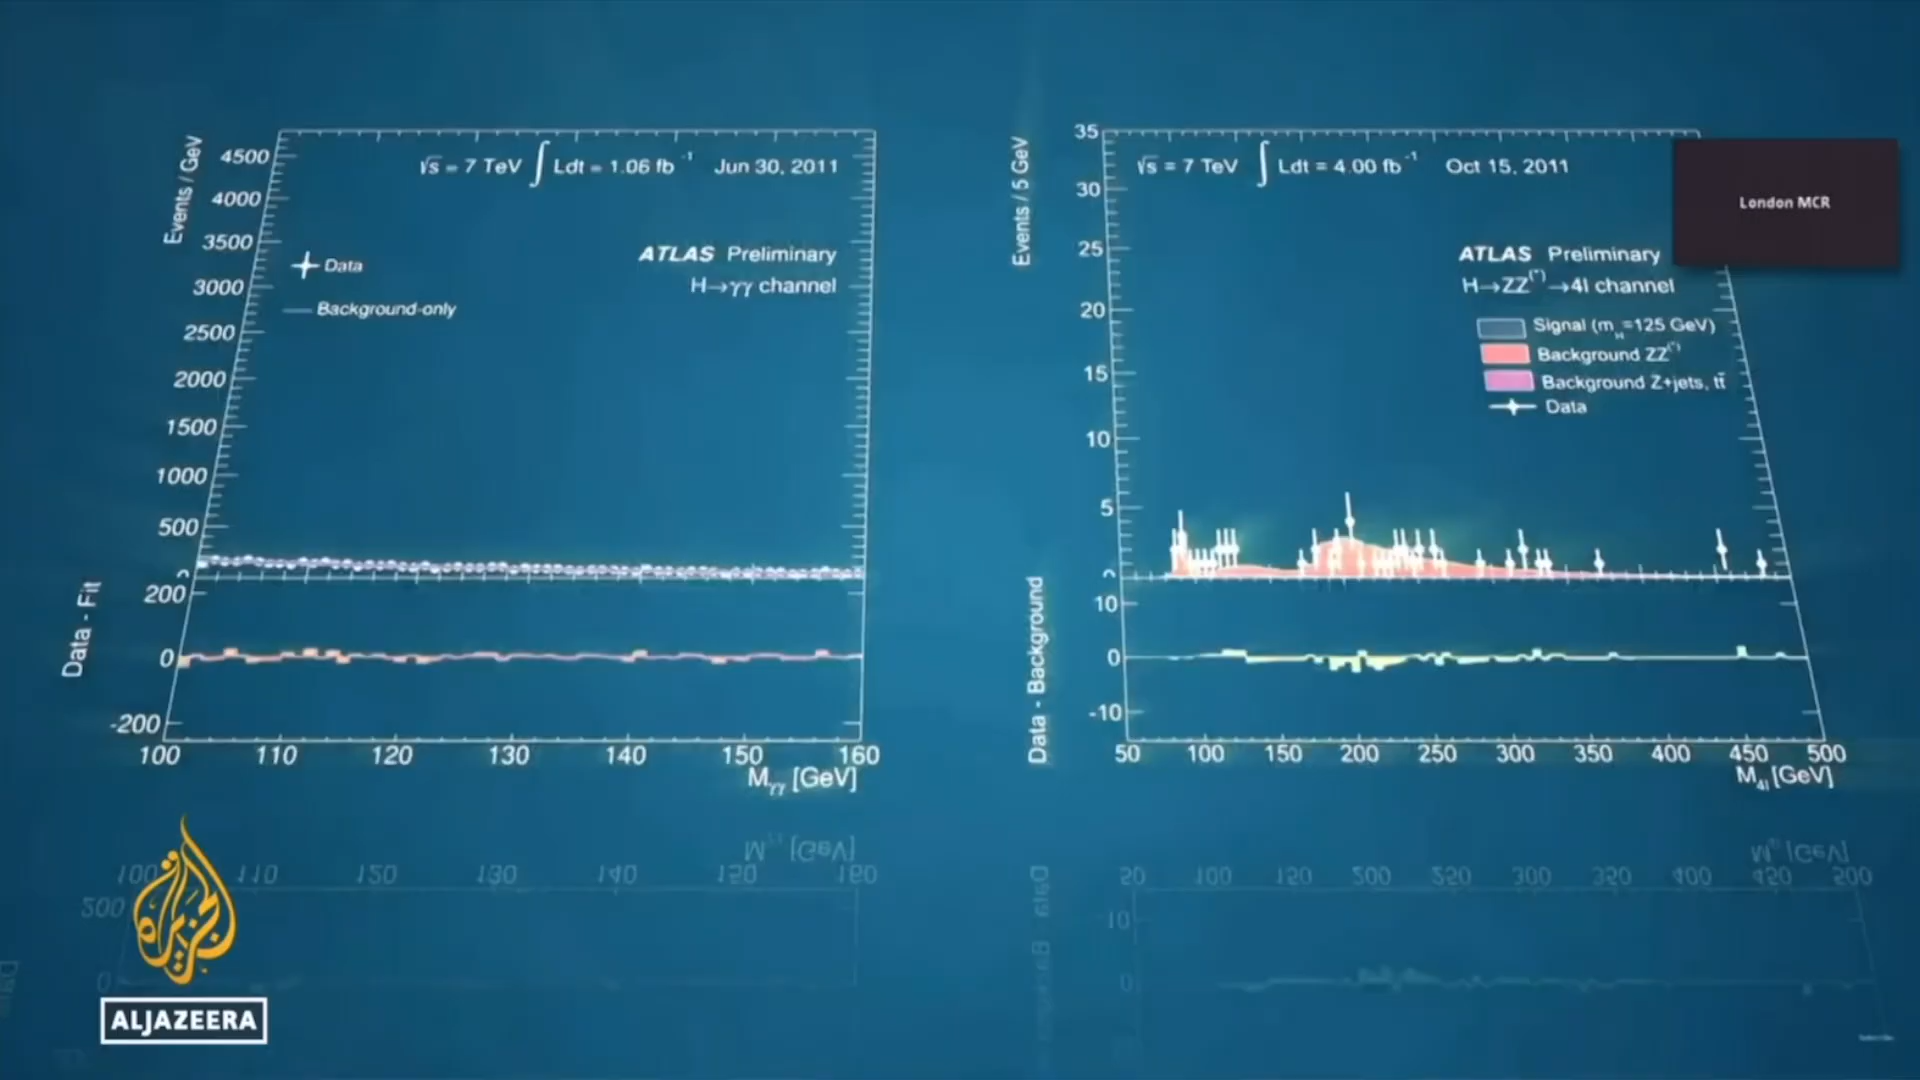 Events / GeV
4500
4000
3500
3000
2500
2000
1500
1000
500
0
√s = 7 TeV ∫ Ldt = 1.06 fb⁻¹ Jun 30, 2011
ATLAS Preliminary
H→γγ channel
Data
Background-only
Data - Fit
200
0
-200
100 110 120 130 140 150 160
Mγγ [GeV]
Events / 5 GeV
35
30
25
20
15
10
5
0
√s = 7 TeV ∫ Ldt = 4.00 fb⁻¹ Oct 15, 2011
ATLAS Preliminary
H→ZZ⁽*⁾→4l channel
Signal (m_H=125 GeV)
Background ZZ⁽*⁾
Background Z+jets, tt̄
Data
Data - Background
10
0
-10
50 100 150 200 250 300 350 400 450 500
M4l [GeV]
London MCR
الجزيرة
ALJAZEERA